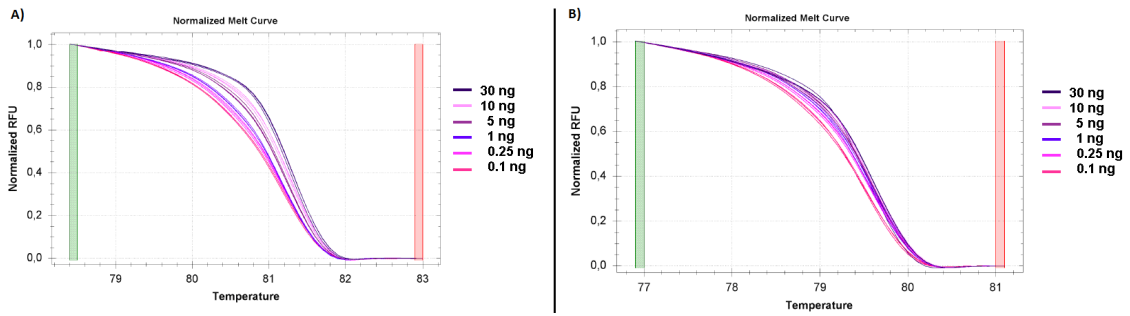 A)
Normalized Melt Curve
Normalized RFU
1,0
0,8
0,6
0,4
0,2
0,0
79
80
81
82
83
Temperature
30 ng
10 ng
5 ng
1 ng
0.25 ng
0.1 ng
B)
Normalized Melt Curve
Normalized RFU
1,0
0,8
0,6
0,4
0,2
0,0
77
78
79
80
81
Temperature
30 ng
10 ng
5 ng
1 ng
0.25 ng
0.1 ng